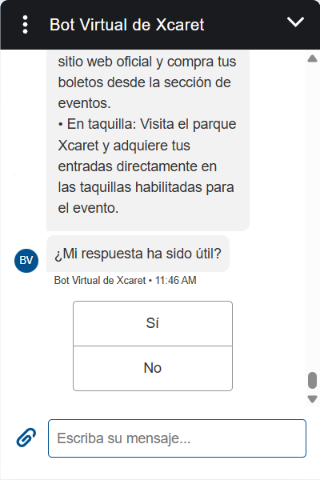 Bot Virtual de Xcaret
sitio web oficial y compra tus
boletos desde la sección de
eventos.
• En taquilla: Visita el parque
Xcaret y adquiere tus
entradas directamente en
las taquillas habilitadas para
el evento.
¿Mi respuesta ha sido útil?
BV
Bot Virtual de Xcaret • 11:46 AM
Sí
No
Escriba su mensaje...